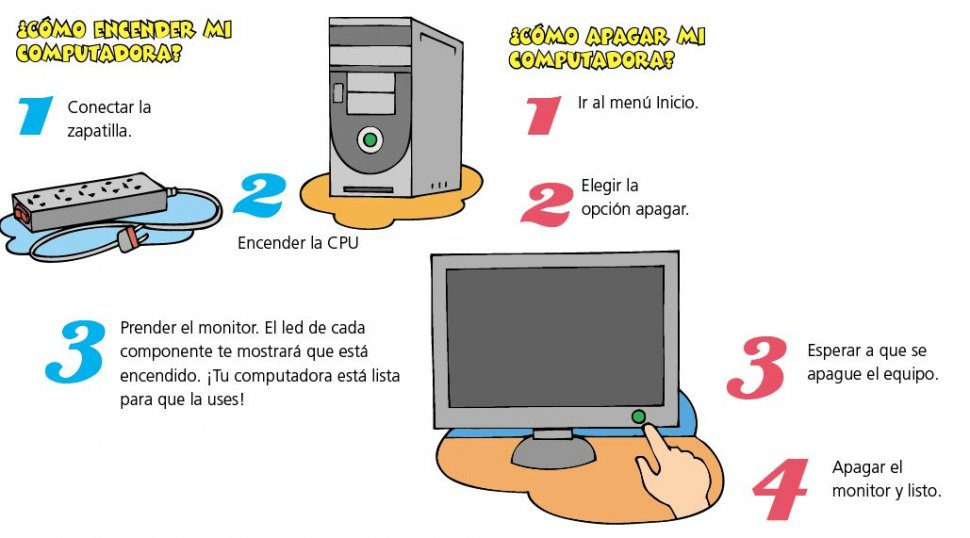 ¿CÓMO ENCENDER MI
COMPUTADORA?
1 Conectar la
zapatilla.
2
Encender la CPU
3 Prender el monitor. El led de cada
componente te mostrará que está
encendido. ¡Tu computadora está lista
para que la uses!
¿CÓMO APAGAR MI
COMPUTADORA?
1 Ir al menú Inicio.
2 Elegir la
opción apagar.
3 Esperar a que se
apague el equipo.
4 Apagar el
monitor y listo.